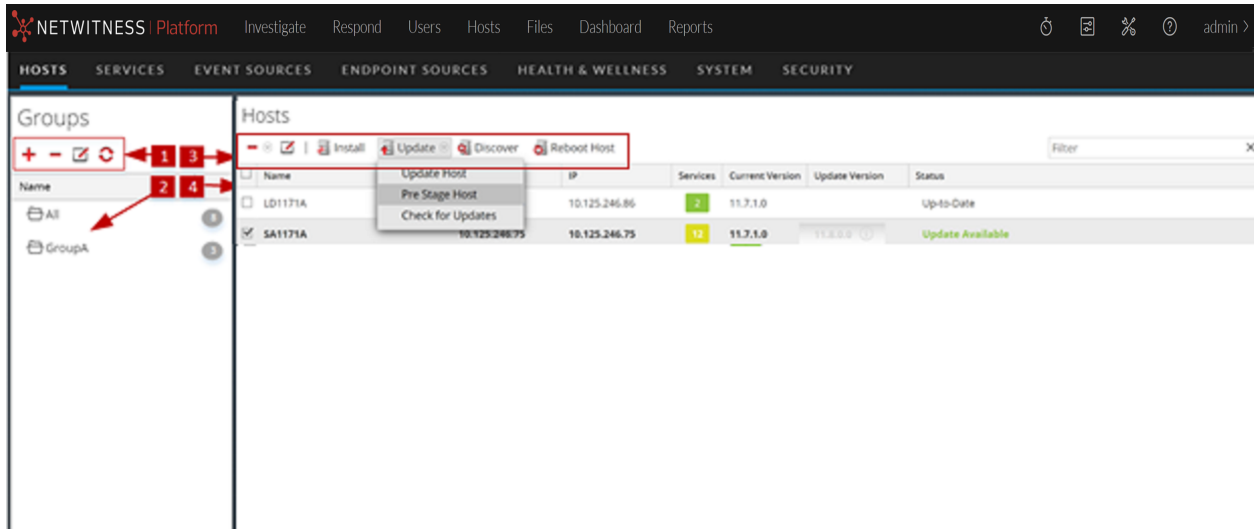 NETWITNESS | Platform Investigate Respond Users Hosts Files Dashboard Reports admin >
HOSTS SERVICES EVENT SOURCES ENDPOINT SOURCES HEALTH & WELLNESS SYSTEM SECURITY
Groups
1
2
Name
All
GroupA 3
Hosts
3
4
Install Update Discover Reboot Host
Filter X
Update Host
Pre Stage Host
Check for Updates
Name IP Services Current Version Update Version Status
LD1171A 10.125.246.86 2 11.7.1.0 Up-to-Date
SA1171A 10.125.246.75 10.125.246.75 12 11.7.1.0 Update Available